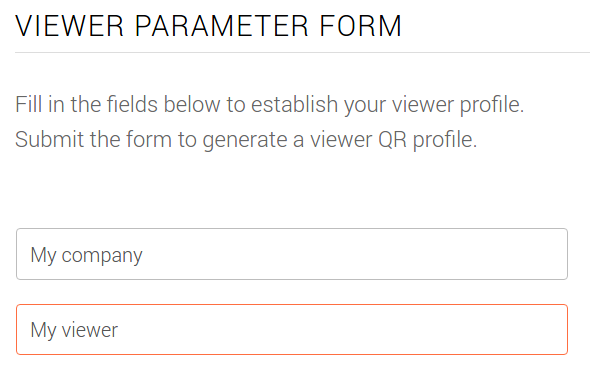 VIEWER PARAMETER FORM
Fill in the fields below to establish your viewer profile.
Submit the form to generate a viewer QR profile.
My company
My viewer